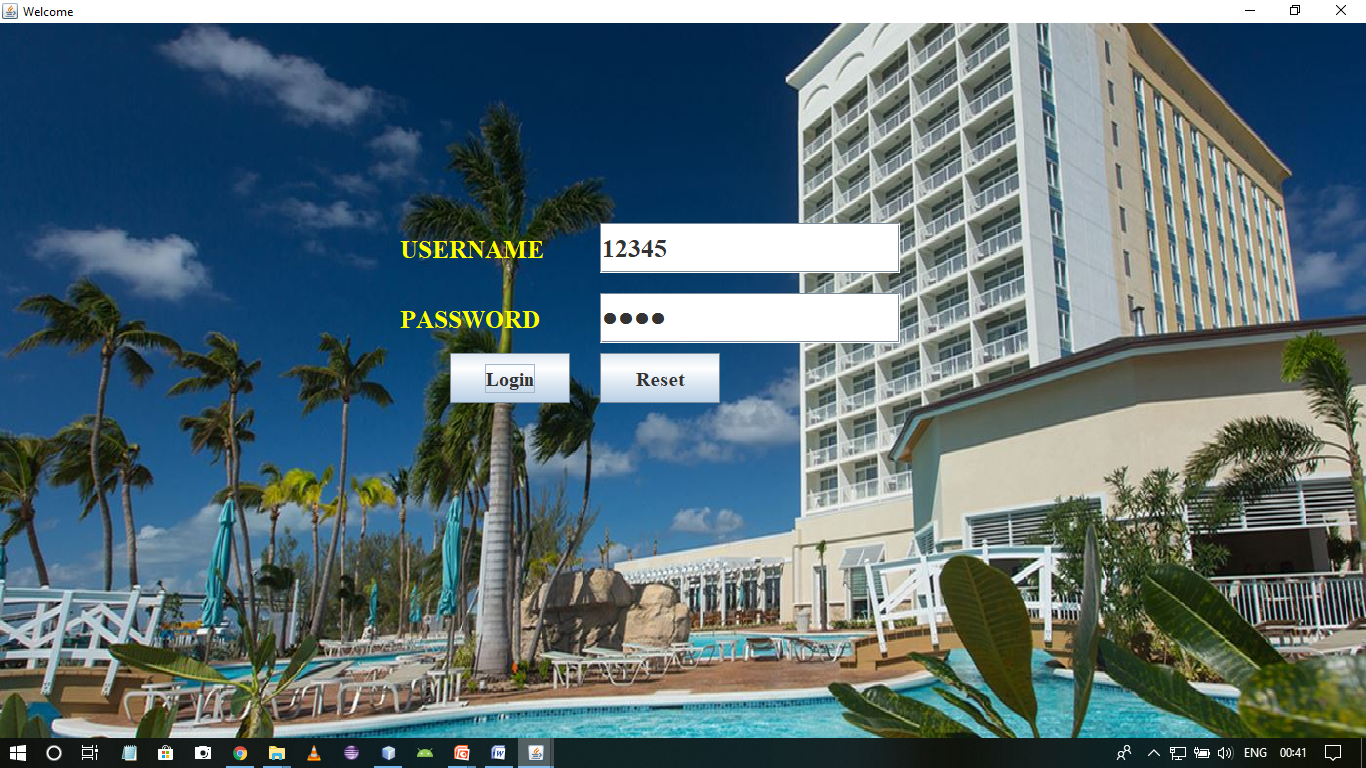 Welcome
USERNAME 12345
PASSWORD ●●●●
Login Reset
ENG 00:41